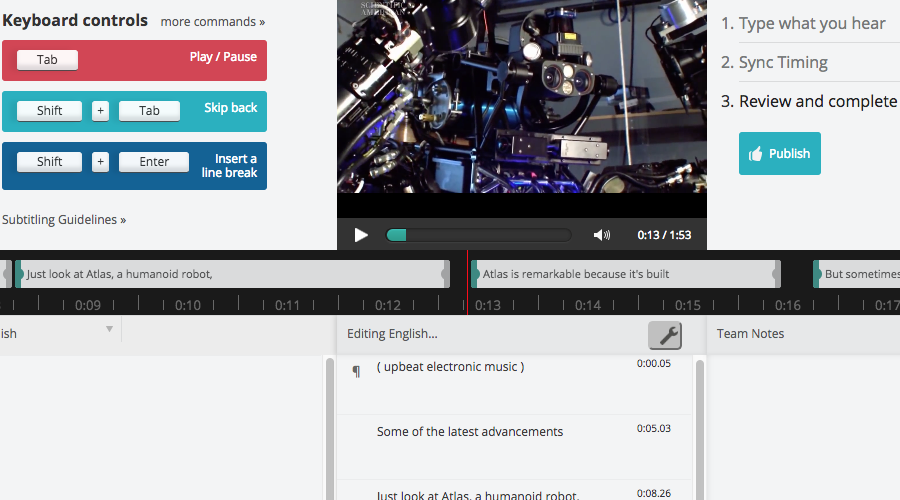 Keyboard controls more commands »
Tab Play / Pause
Shift + Tab Skip back
Shift + Enter Insert a
line break
Subtitling Guidelines »
SCIENTIFIC
AMERICAN
0:13 / 1:53
1. Type what you hear
2. Sync Timing
3. Review and complete
Publish
Just look at Atlas, a humanoid robot,
Atlas is remarkable because it's built
But sometimes
0:09 0:10 0:11 0:12 0:13 0:14 0:15 0:16 0:17
ish
Editing English...
Team Notes
¶ ( upbeat electronic music ) 0:00.05
Some of the latest advancements 0:05.03
Just look at Atlas, a humanoid robot, 0:08.26